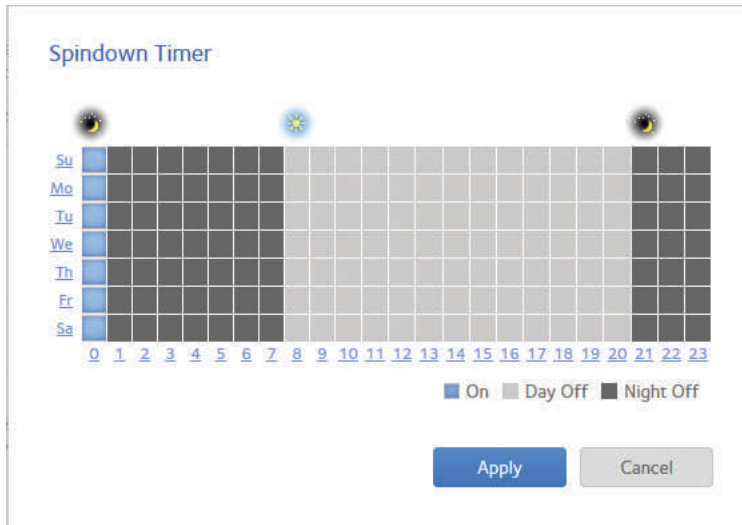 Spindown Timer
Su
Mo
Tu
We
Th
Fr
Sa
0 1 2 3 4 5 6 7 8 9 10 11 12 13 14 15 16 17 18 19 20 21 22 23
On Day Off Night Off
Apply Cancel